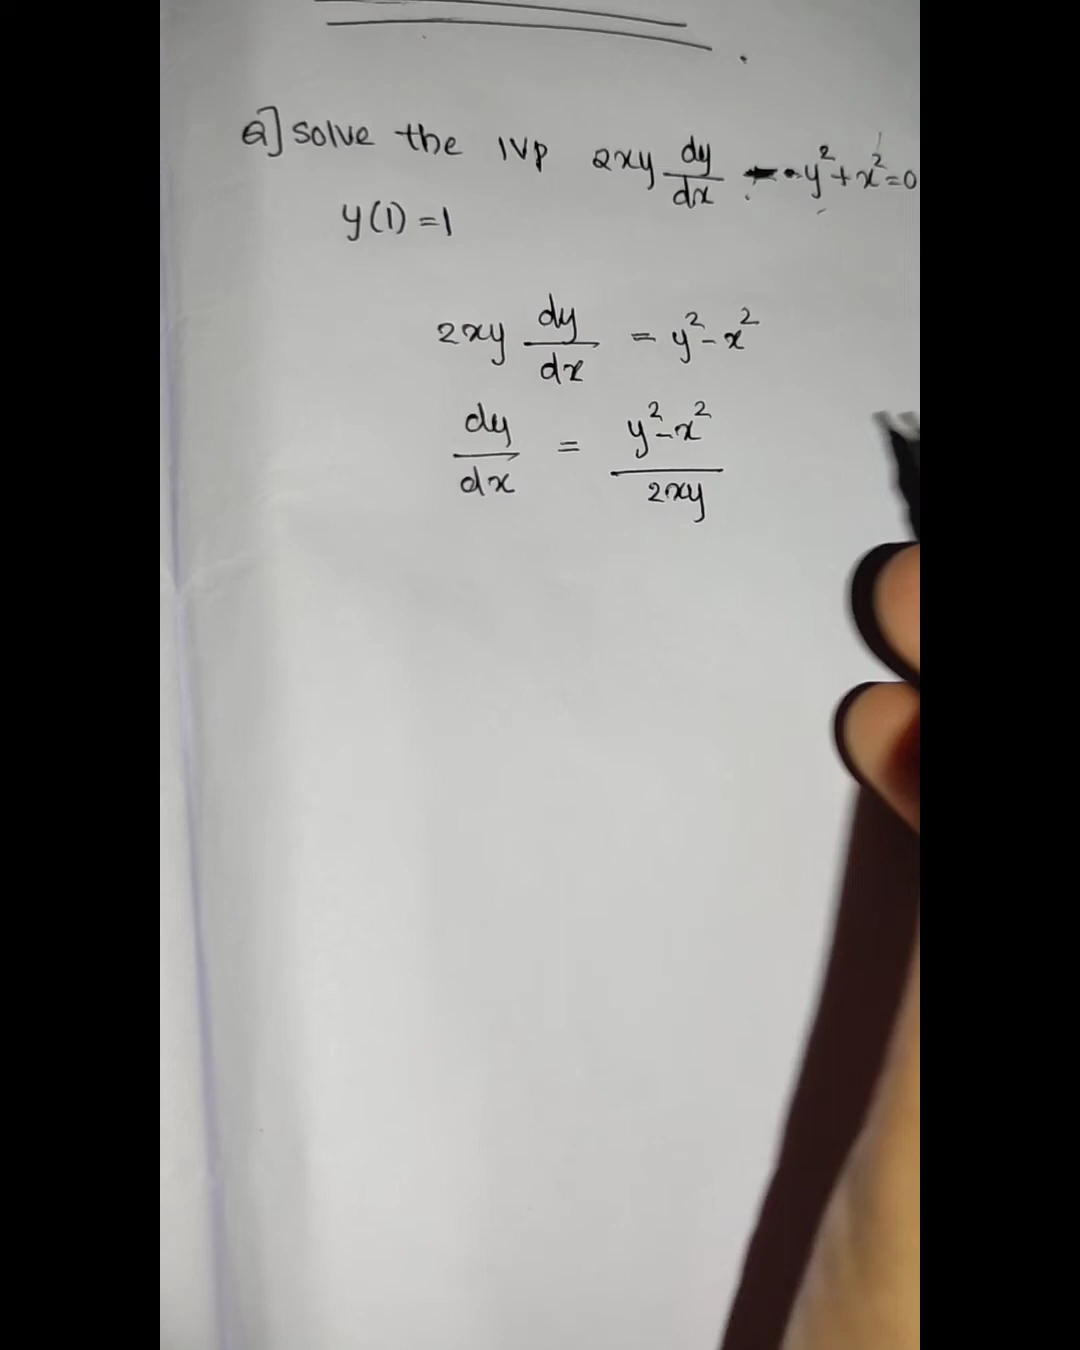 Q] Solve the IVP 2xy dy/dx - y² + x² = 0
y(1) = 1
2xy dy/dx = y² - x²
dy/dx = y² - x² / 2xy